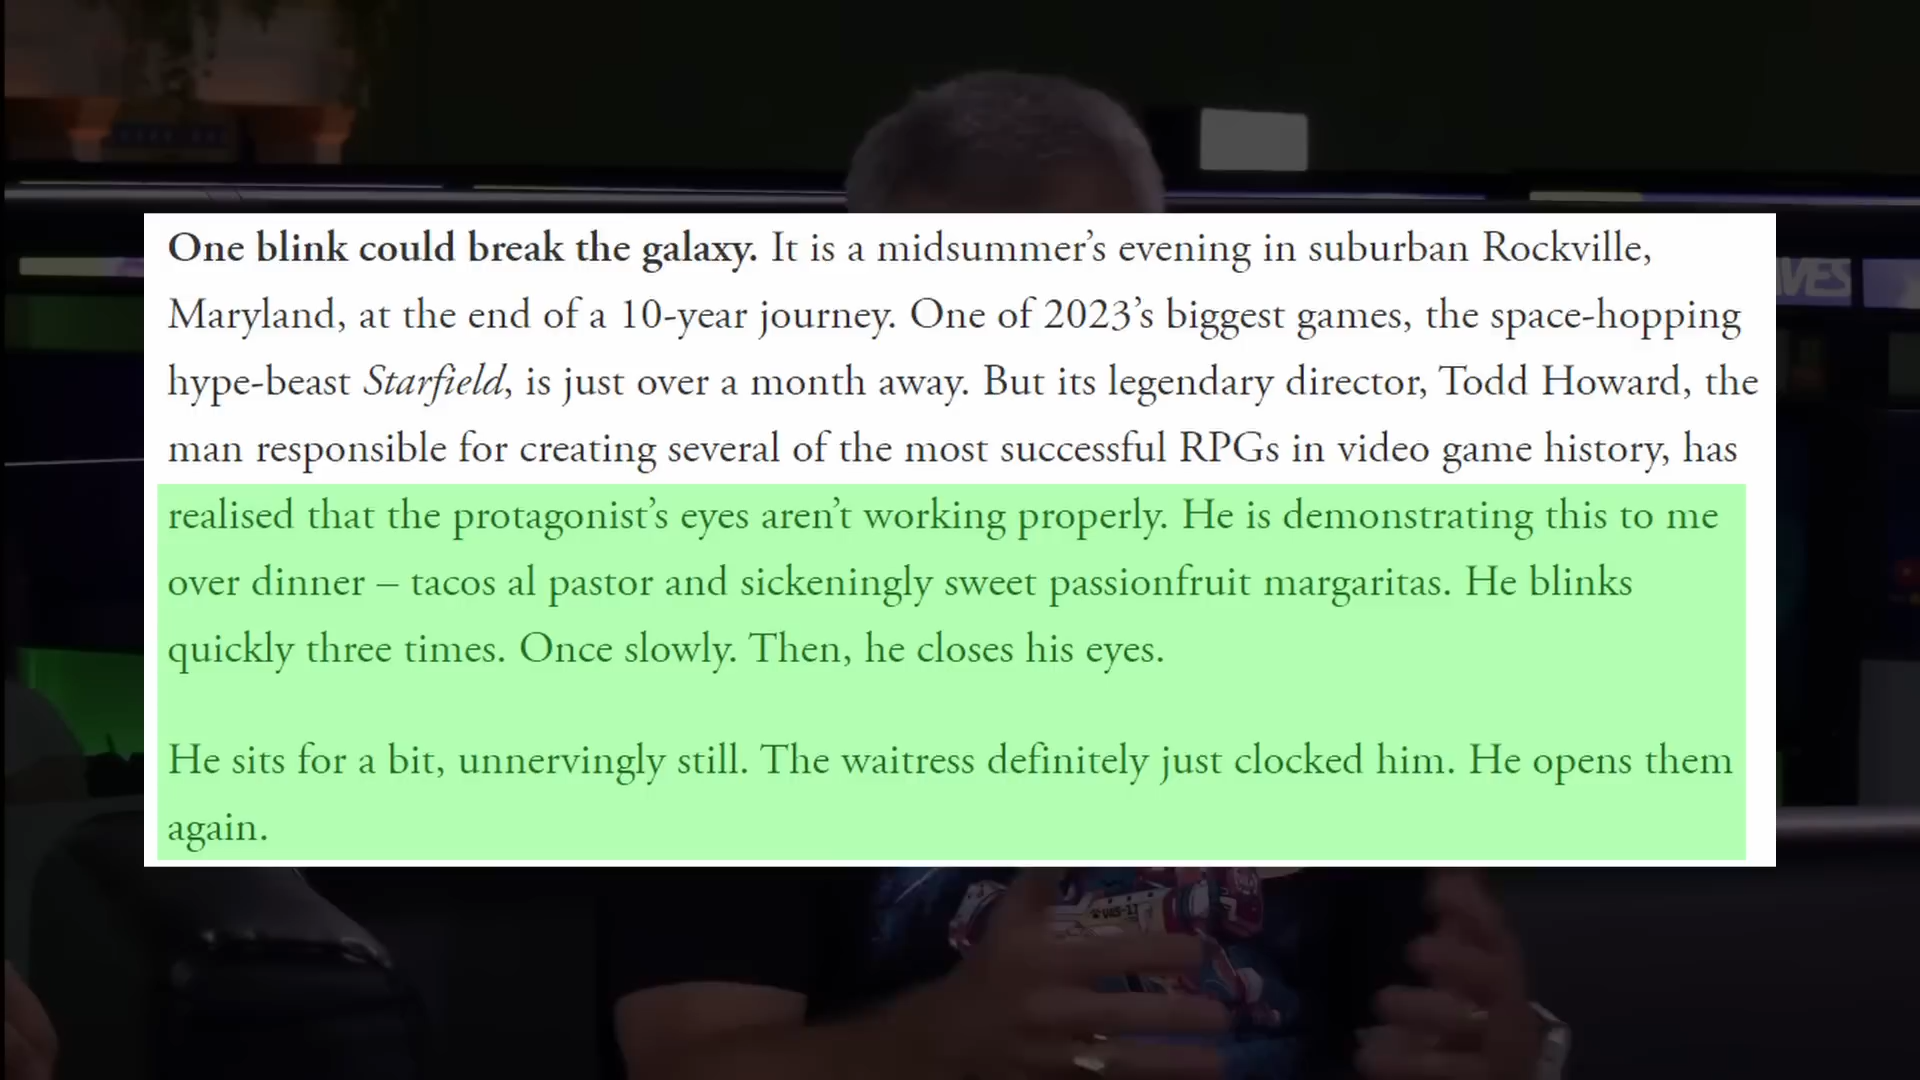 One blink could break the galaxy. It is a midsummer’s evening in suburban Rockville,
Maryland, at the end of a 10-year journey. One of 2023’s biggest games, the space-hopping
hype-beast Starfield, is just over a month away. But its legendary director, Todd Howard, the
man responsible for creating several of the most successful RPGs in video game history, has
realised that the protagonist’s eyes aren’t working properly. He is demonstrating this to me
over dinner – tacos al pastor and sickeningly sweet passionfruit margaritas. He blinks
quickly three times. Once slowly. Then, he closes his eyes.
He sits for a bit, unnervingly still. The waitress definitely just clocked him. He opens them
again.